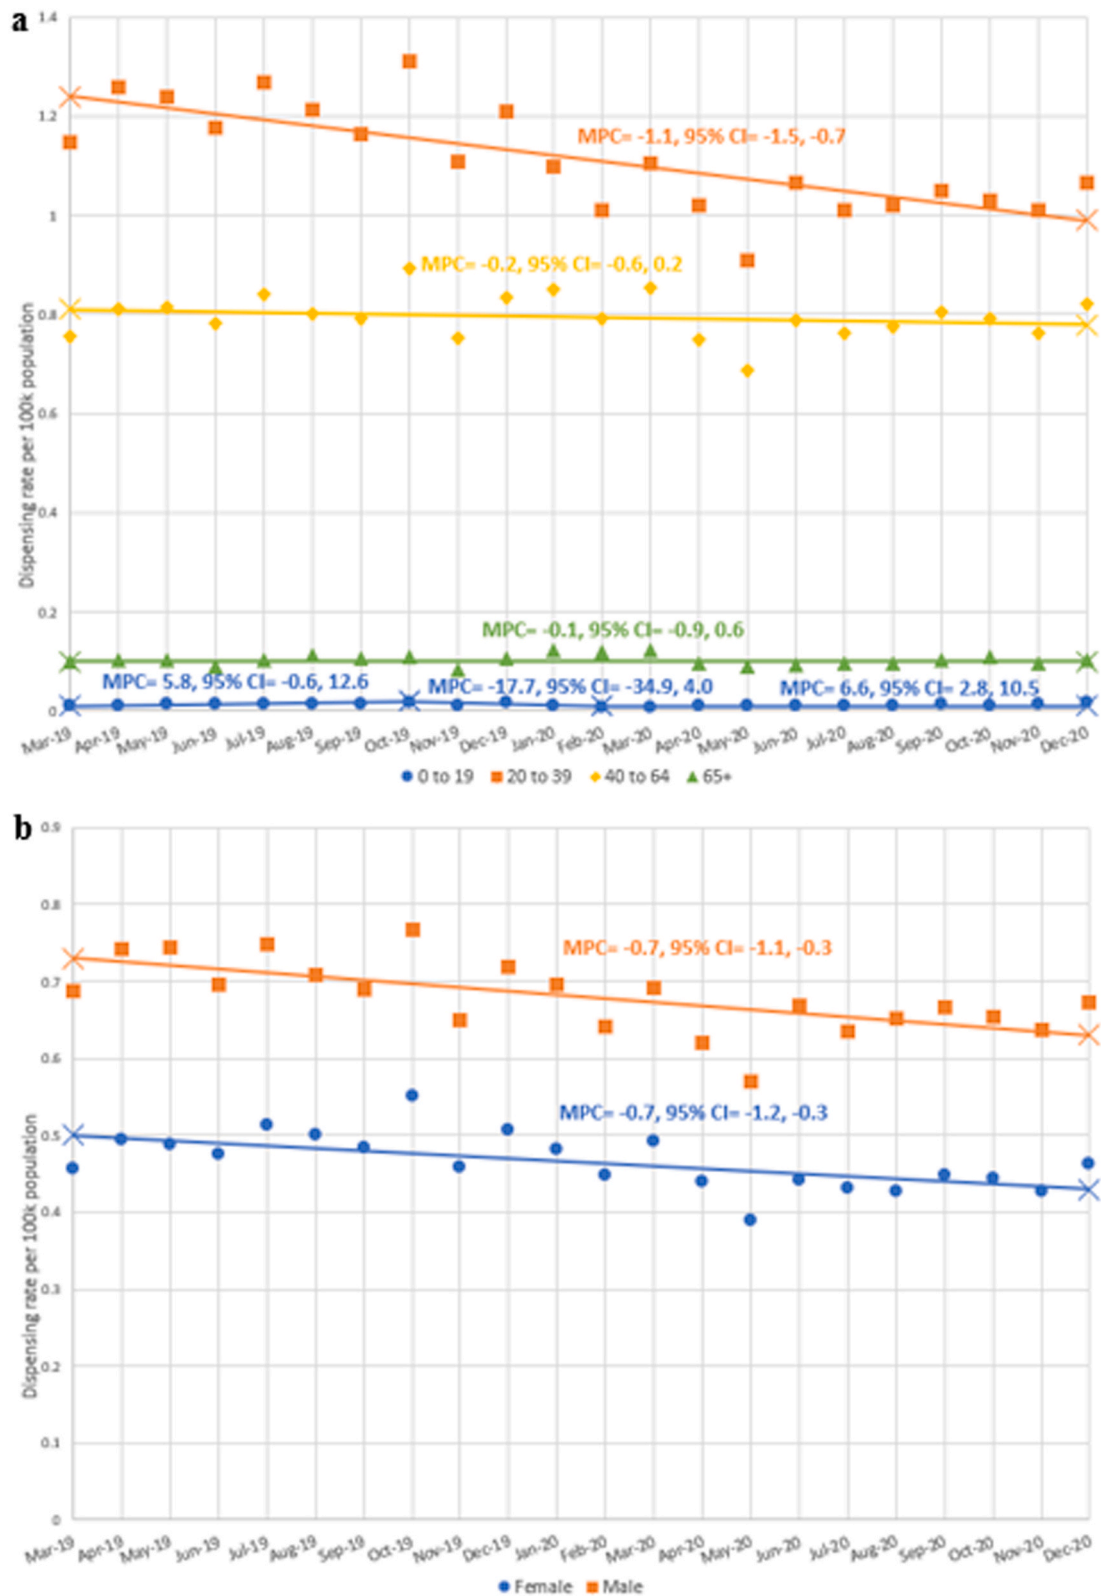 a
1.4
1.2
1
0.8
0.6
0.4
0.2
0
Dispensing rate per 100k population
MPC= -1.1, 95% CI= -1.5, -0.7
MPC= -0.2, 95% CI= -0.6, 0.2
MPC= -0.1, 95% CI= -0.9, 0.6
MPC= 5.8, 95% CI= -0.6, 12.6
MPC= -17.7, 95% CI= -34.9, 4.0
MPC= 6.6, 95% CI= 2.8, 10.5
Mar-19 Apr-19 May-19 Jun-19 Jul-19 Aug-19 Sep-19 Oct-19 Nov-19 Dec-19 Jan-20 Feb-20 Mar-20 Apr-20 May-20 Jun-20 Jul-20 Aug-20 Sep-20 Oct-20 Nov-20 Dec-20
0 to 19 20 to 39 40 to 64 65+
b
0.9
0.8
0.7
0.6
0.5
0.4
0.3
0.2
0.1
0
Dispensing rate per 100k population
MPC= -0.7, 95% CI= -1.1, -0.3
MPC= -0.7, 95% CI= -1.2, -0.3
Mar-19 Apr-19 May-19 Jun-19 Jul-19 Aug-19 Sep-19 Oct-19 Nov-19 Dec-19 Jan-20 Feb-20 Mar-20 Apr-20 May-20 Jun-20 Jul-20 Aug-20 Sep-20 Oct-20 Nov-20 Dec-20
Female Male